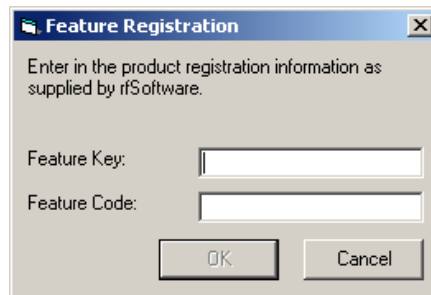 Feature Registration
Enter in the product registration information as
supplied by rfSoftware.
Feature Key:
Feature Code:
OK
Cancel